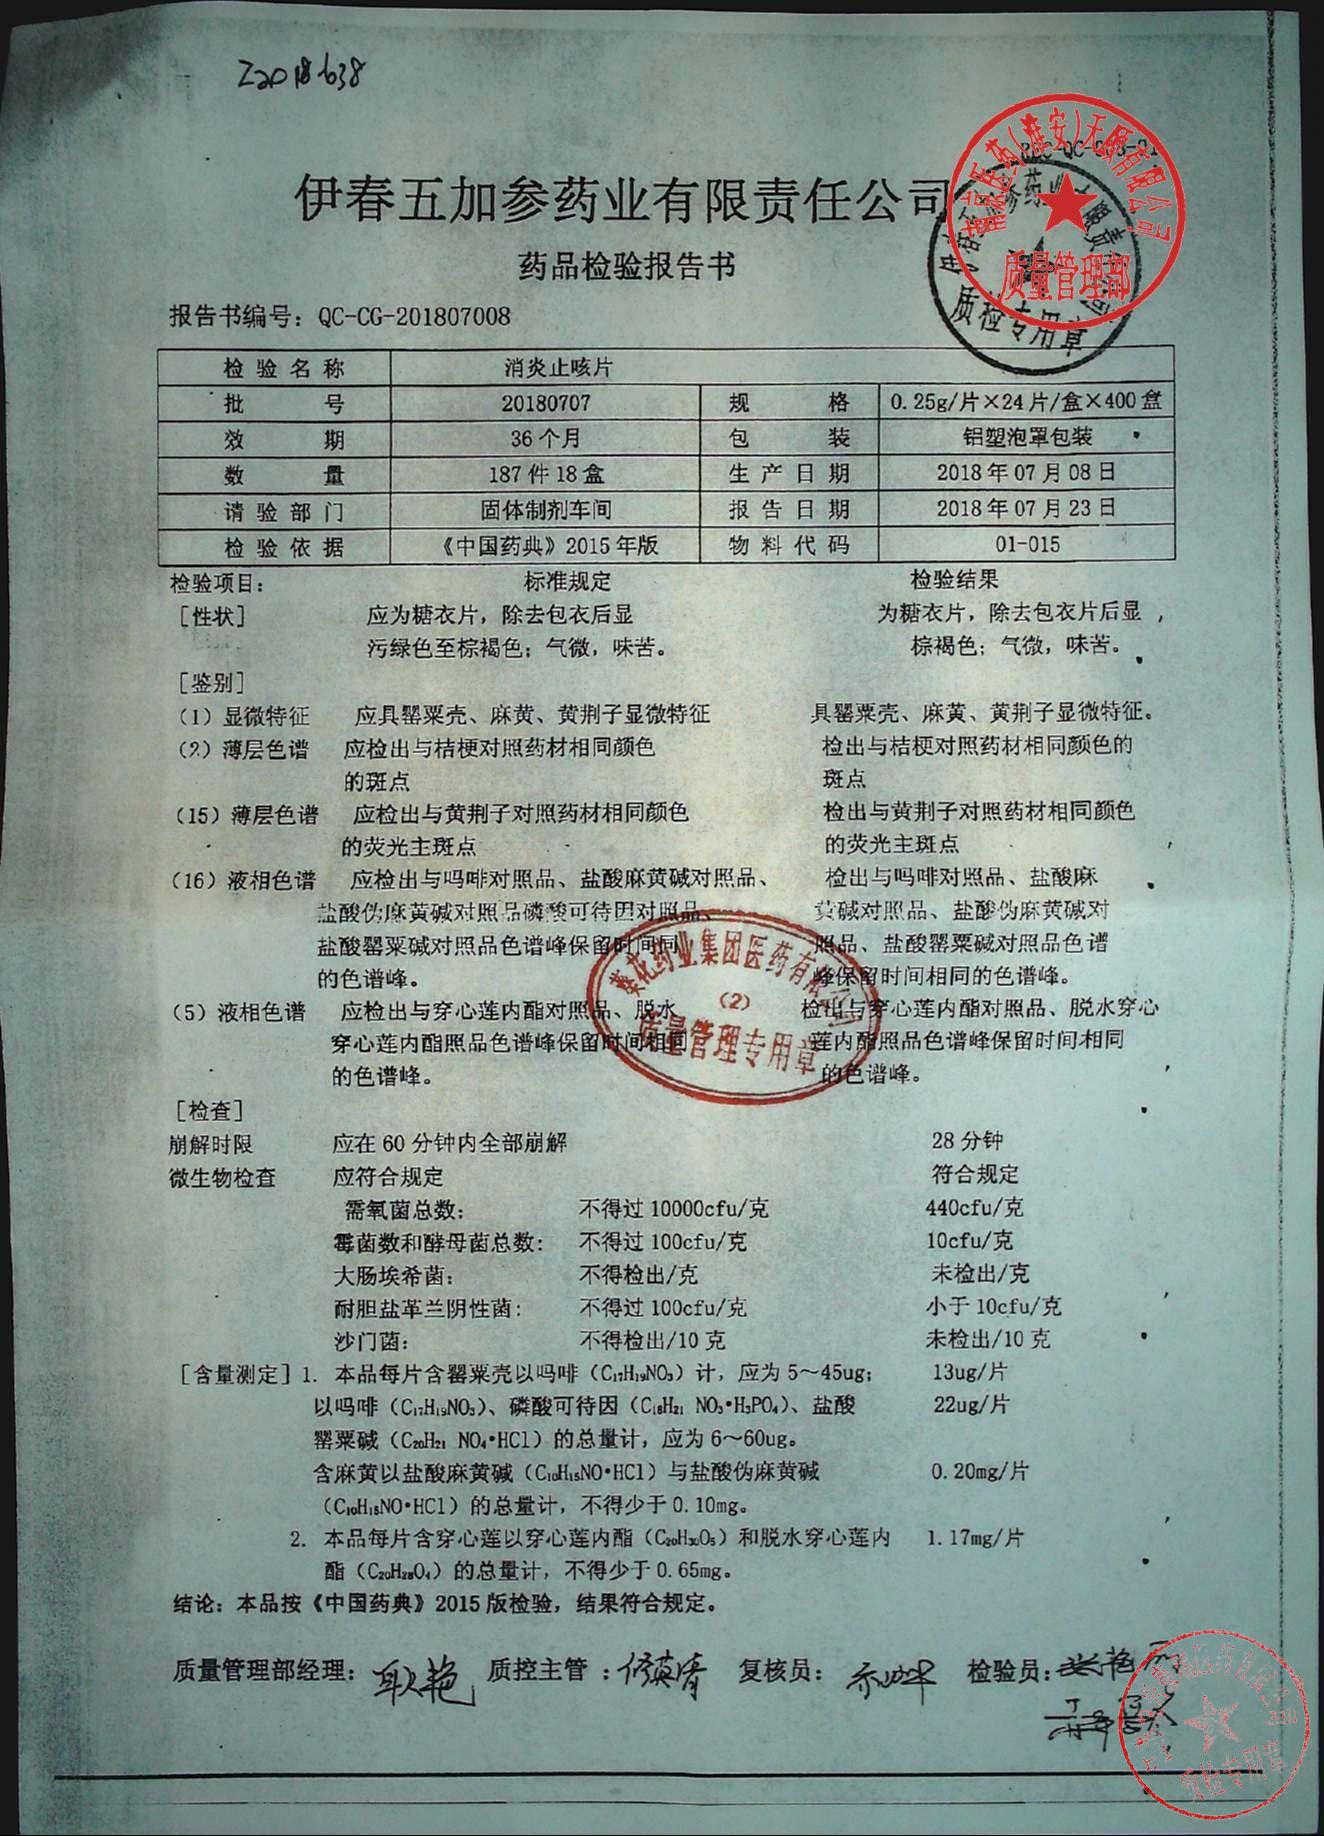 Z2018638
伊春五加参药业有限责任公司
药品检验报告书
质量管理部
质检专用章
报告书编号：QC-CG-201807008
检验名称 消炎止咳片
批号 20180707 规格 0.25g/片×24片/盒×400盒
效期 36个月 包装 铝塑泡罩包装
数量 187件18盒 生产日期 2018年07月08日
请验部门 固体制剂车间 报告日期 2018年07月23日
检验依据 《中国药典》2015年版 物料代码 01-015
检验项目： 标准规定 检验结果
［性状］ 应为糖衣片，除去包衣后显 为糖衣片，除去包衣片后显
污绿色至棕褐色；气微，味苦。 棕褐色；气微，味苦。
［鉴别］
（1）显微特征 应具罂粟壳、麻黄、黄荆子显微特征 具罂粟壳、麻黄、黄荆子显微特征。
（2）薄层色谱 应检出与桔梗对照药材相同颜色 检出与桔梗对照药材相同颜色的
的斑点 斑点
（15）薄层色谱 应检出与黄荆子对照药材相同颜色 检出与黄荆子对照药材相同颜色
的荧光主斑点 的荧光主斑点
（16）液相色谱 应检出与吗啡对照品、盐酸麻黄碱对照品、 检出与吗啡对照品、盐酸麻
盐酸伪麻黄碱对照品磷酸可待因对照品、 黄碱对照品、盐酸伪麻黄碱对
盐酸罂粟碱对照品色谱峰保留时间同 照品、盐酸罂粟碱对照品色谱
的色谱峰。 峰保留时间相同的色谱峰。
葵花药业集团医药有限公司
（2）
质量管理专用章
（5）液相色谱 应检出与穿心莲内酯对照品、脱水 检出与穿心莲内酯对照品、脱水穿心
穿心莲内酯照品色谱峰保留时间相同 莲内酯照品色谱峰保留时间相同
的色谱峰。 的色谱峰。
［检查］
崩解时限 应在60分钟内全部崩解 28分钟
微生物检查 应符合规定 符合规定
需氧菌总数： 不得过10000cfu/克 440cfu/克
霉菌数和酵母菌总数： 不得过100cfu/克 10cfu/克
大肠埃希菌： 不得检出/克 未检出/克
耐胆盐革兰阴性菌： 不得过100cfu/克 小于10cfu/克
沙门菌： 不得检出/10克 未检出/10克
［含量测定］1. 本品每片含罂粟壳以吗啡（C₁₇H₁₉NO₃）计，应为5～45ug； 13ug/片
以吗啡（C₁₇H₁₉NO₃）、磷酸可待因（C₁₈H₂₁ NO₃•H₃PO₄）、盐酸 22ug/片
罂粟碱（C₂₀H₂₁ NO₄•HCl）的总量计，应为6～60ug。
含麻黄以盐酸麻黄碱（C₁₀H₁₅NO•HCl）与盐酸伪麻黄碱 0.20mg/片
（C₁₀H₁₅NO•HCl）的总量计，不得少于0.10mg。
2. 本品每片含穿心莲以穿心莲内酯（C₂₀H₃₀O₅）和脱水穿心莲内 1.17mg/片
酯（C₂₀H₂₈O₄）的总量计，不得少于0.65mg。
结论：本品按《中国药典》2015版检验，结果符合规定。
质量管理部经理： 质控主管： 复核员： 检验员：
质检专用章